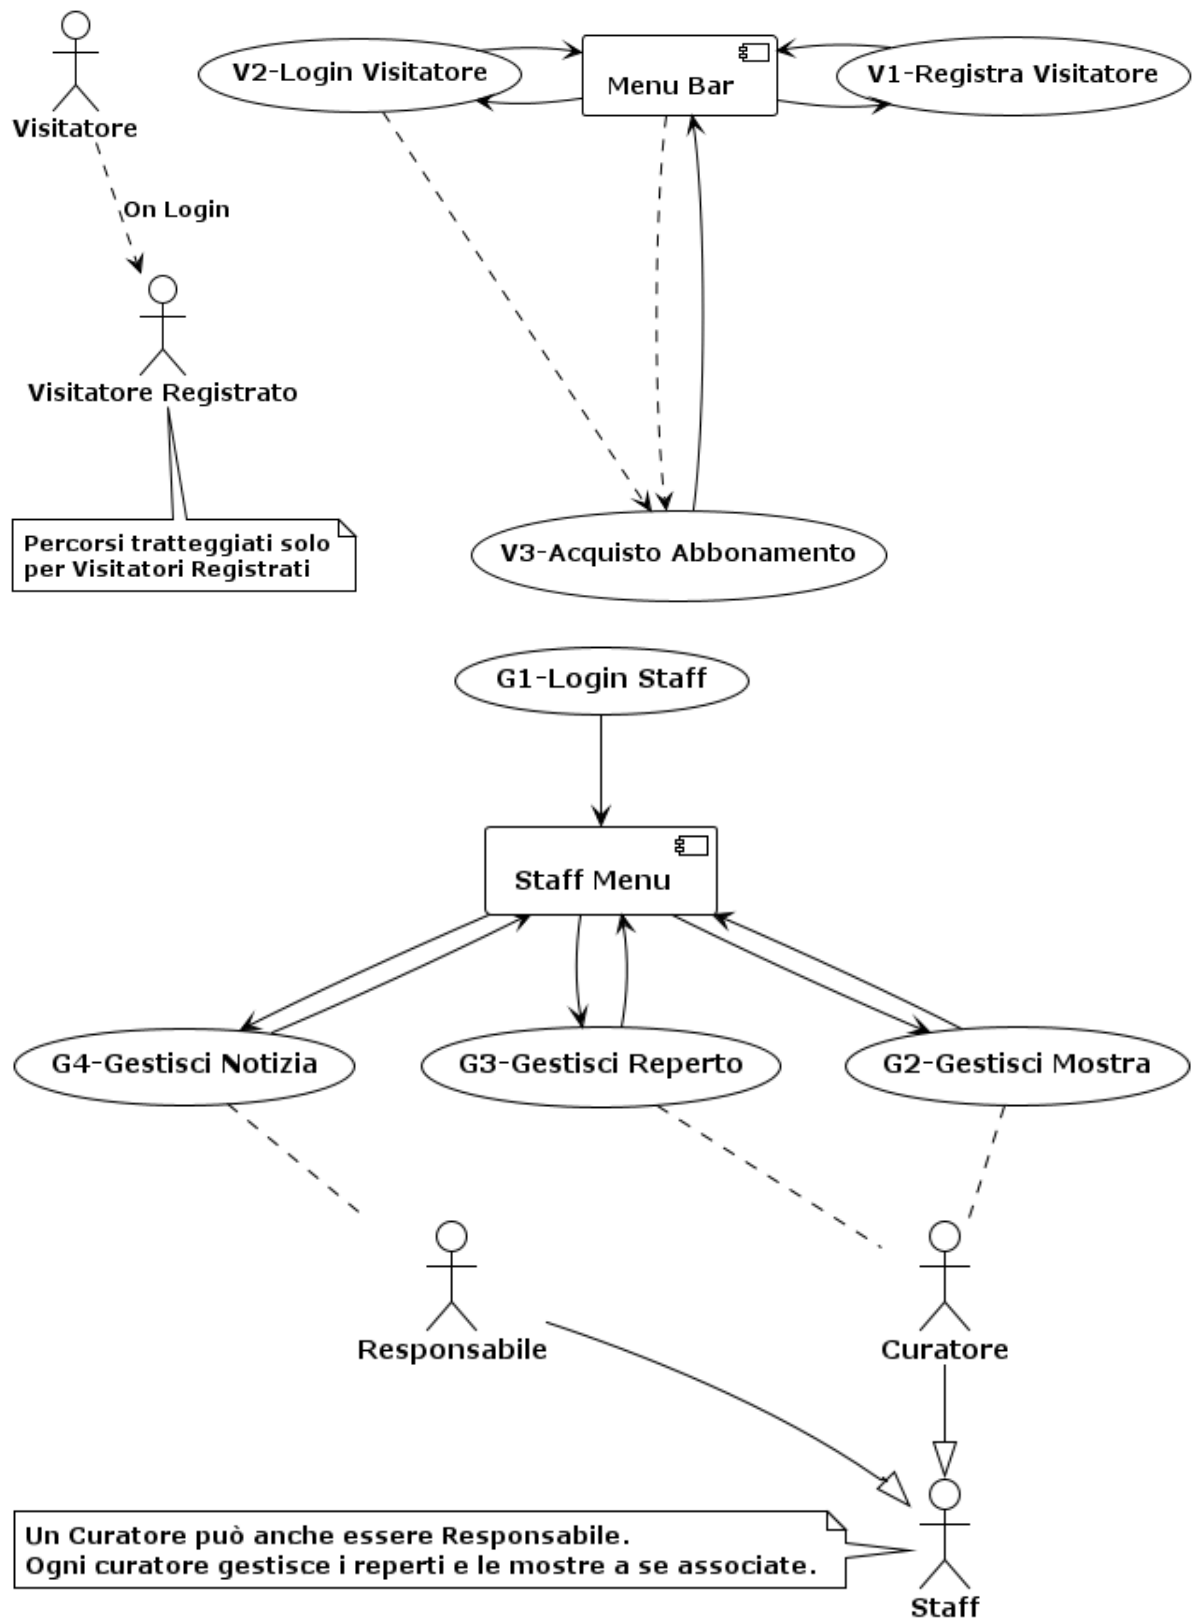 Visitatore
V2-Login Visitatore
Menu Bar
V1-Registra Visitatore
On Login
Visitatore Registrato
Percorsi tratteggiati solo
per Visitatori Registrati
V3-Acquisto Abbonamento
G1-Login Staff
Staff Menu
G4-Gestisci Notizia
G3-Gestisci Reperto
G2-Gestisci Mostra
Responsabile
Curatore
Un Curatore può anche essere Responsabile.
Ogni curatore gestisce i reperti e le mostre a se associate.
Staff